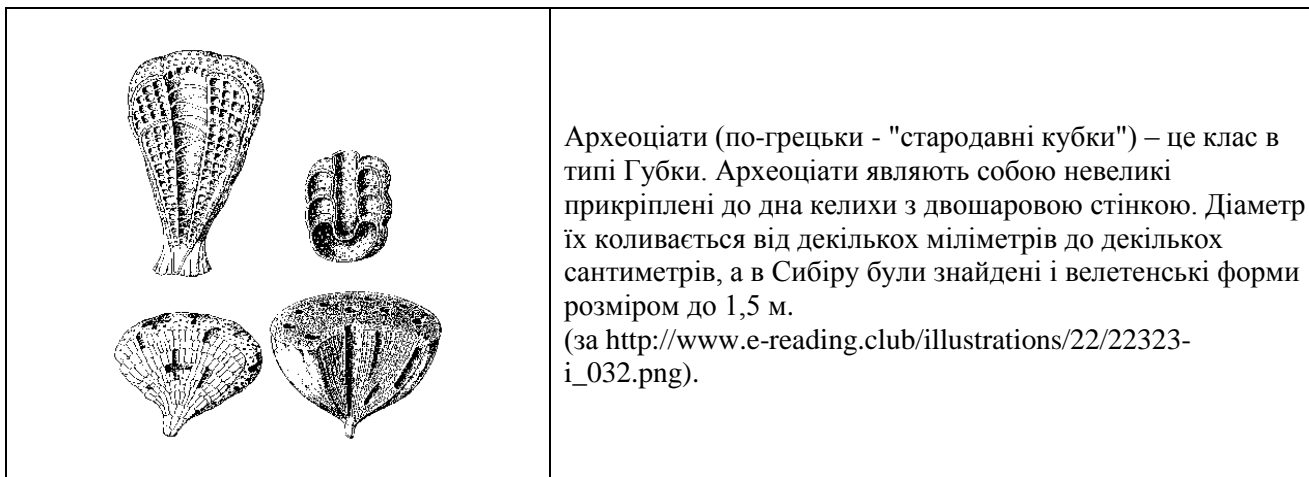 Археоціати (по-грецьки - "стародавні кубки") – це клас в
типі Губки. Археоціати являють собою невеликі
прикріплені до дна келихи з двошаровою стінкою. Діаметр
їх коливається від декількох міліметрів до декількох
сантиметрів, а в Сибіру були знайдені і велетенські форми
розміром до 1,5 м.
(за http://www.e-reading.club/illustrations/22/22323-
i_032.png).